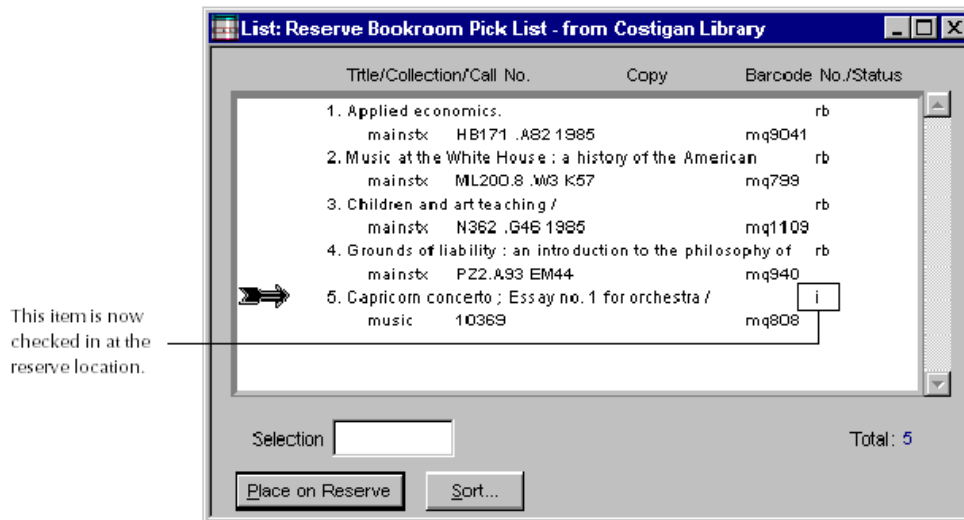 List: Reserve Bookroom Pick List - from Costigan Library
Title/Collection/Call No. Copy Barcode No./Status
1. Applied economics. rb
mainstx HB171 .A82 1985 mq9041
2. Music at the White House : a history of the American rb
mainstx ML200.8 .W3 K57 mq799
3. Children and art teaching / rb
mainstx N362 .G46 1985 mq1109
4. Grounds of liability : an introduction to the philosophy of rb
mainstx PZ2.A93 EM44 mq940
5. Capricorn concerto ; Essay no. 1 for orchestra / i
music 10369 mq808
This item is now
checked in at the
reserve location.
Selection Total: 5
Place on Reserve Sort...